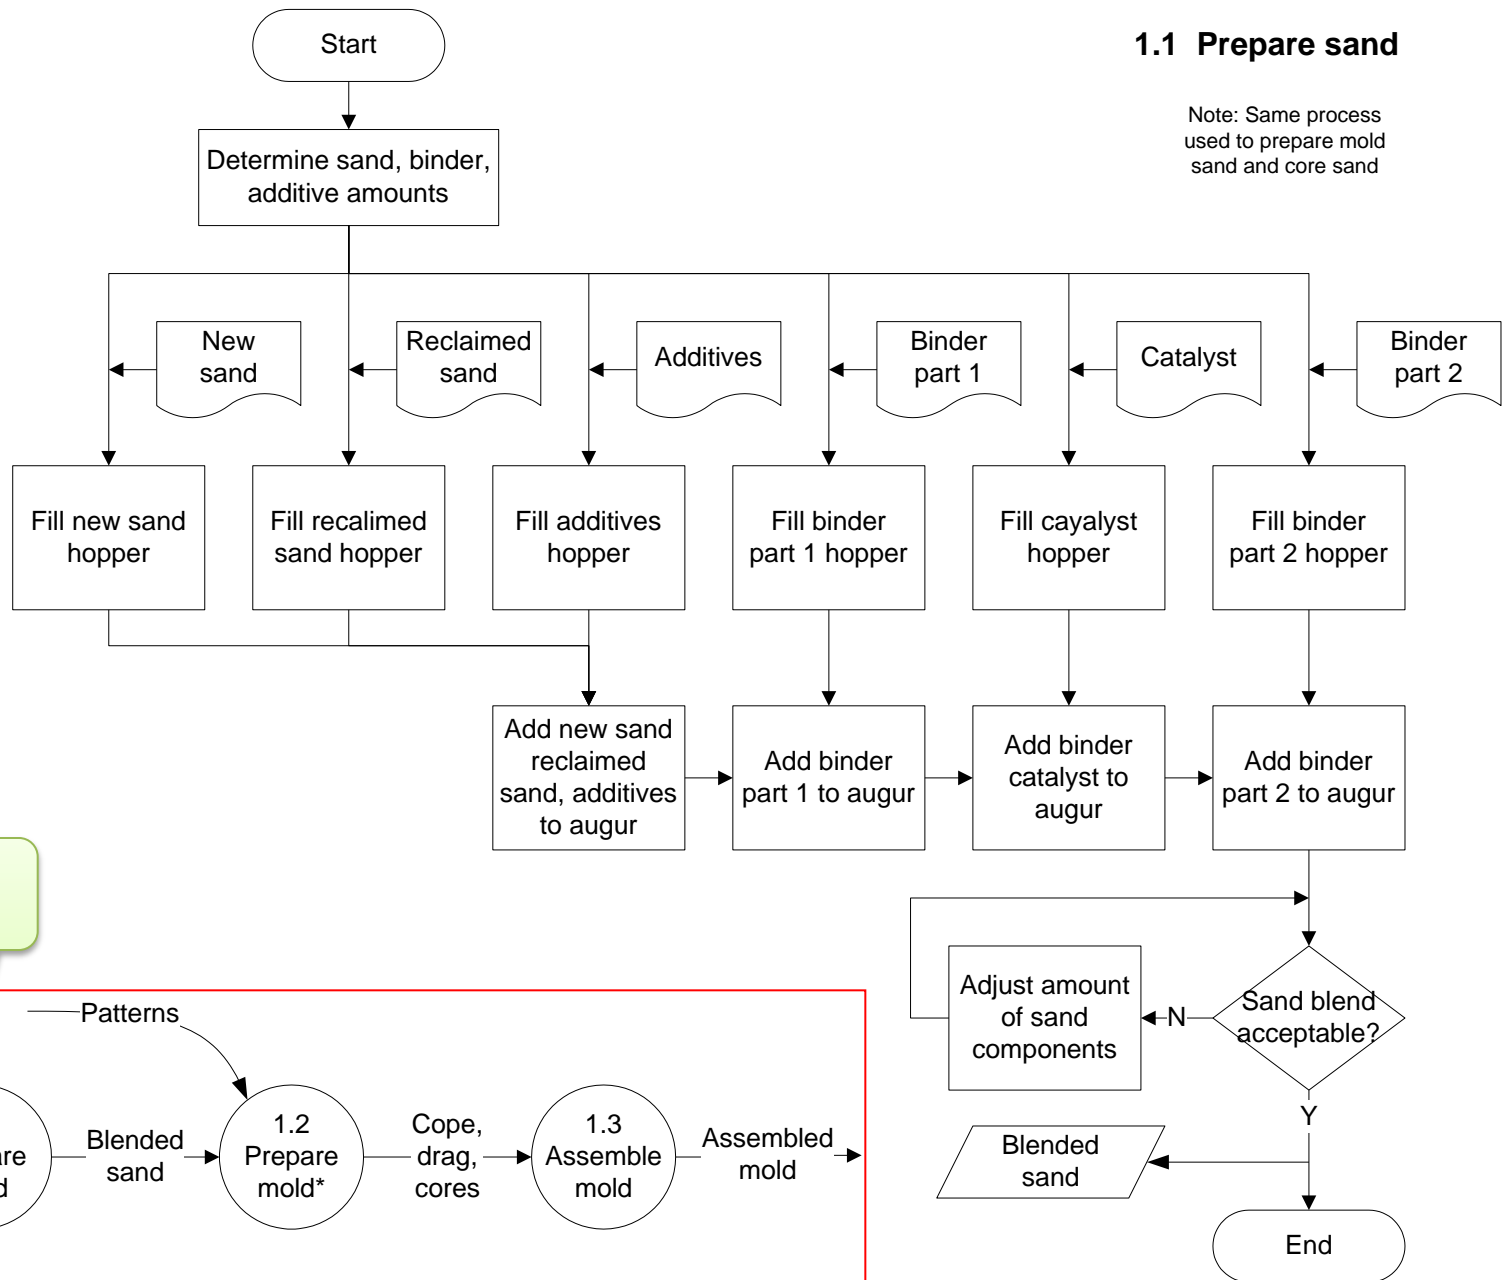 Start
1.1 Prepare sand
Note: Same process
used to prepare mold
sand and core sand
Determine sand, binder,
additive amounts
New
sand
Reclaimed
sand
Additives
Binder
part 1
Catalyst
Binder
part 2
Fill new sand
hopper
Fill recalimed
sand hopper
Fill additives
hopper
Fill binder
part 1 hopper
Fill cayalyst
hopper
Fill binder
part 2 hopper
Add new sand
reclaimed
sand, additives
to augur
Add binder
part 1 to augur
Add binder
catalyst to
augur
Add binder
part 2 to augur
Adjust amount
of sand
components
N
Sand blend
acceptable?
Y
Blended
sand
End
Patterns
Blended
sand
1.2
Prepare
mold*
Cope,
drag,
cores
1.3
Assemble
mold
Assembled
mold